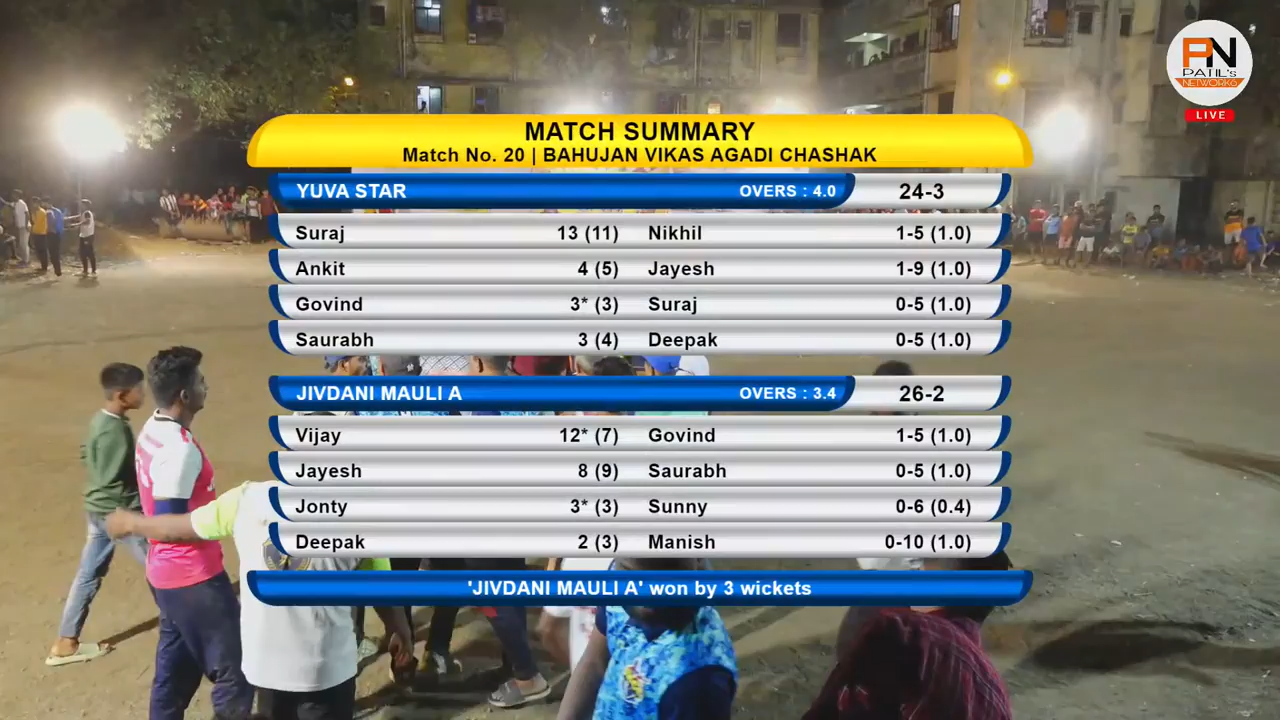 PN
PATIL's
NETWORKS
LIVE
MATCH SUMMARY
Match No. 20 | BAHUJAN VIKAS AGADI CHASHAK
YUVA STAR OVERS : 4.0 24-3
Suraj 13 (11) Nikhil 1-5 (1.0)
Ankit 4 (5) Jayesh 1-9 (1.0)
Govind 3* (3) Suraj 0-5 (1.0)
Saurabh 3 (4) Deepak 0-5 (1.0)
JIVDANI MAULI A OVERS : 3.4 26-2
Vijay 12* (7) Govind 1-5 (1.0)
Jayesh 8 (9) Saurabh 0-5 (1.0)
Jonty 3* (3) Sunny 0-6 (0.4)
Deepak 2 (3) Manish 0-10 (1.0)
'JIVDANI MAULI A' won by 3 wickets